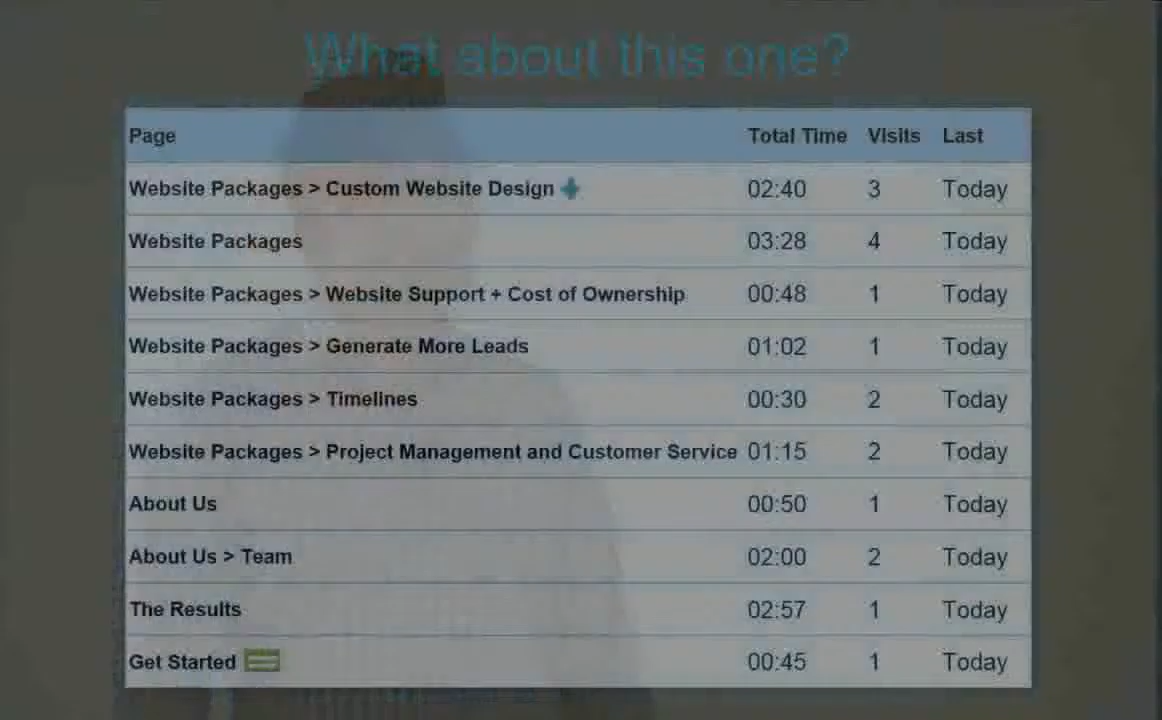 What about this one?
Page Total Time Visits Last
Website Packages > Custom Website Design 02:40 3 Today
Website Packages 03:28 4 Today
Website Packages > Website Support + Cost of Ownership 00:48 1 Today
Website Packages > Generate More Leads 01:02 1 Today
Website Packages > Timelines 00:30 2 Today
Website Packages > Project Management and Customer Service 01:15 2 Today
About Us 00:50 1 Today
About Us > Team 02:00 2 Today
The Results 02:57 1 Today
Get Started 00:45 1 Today